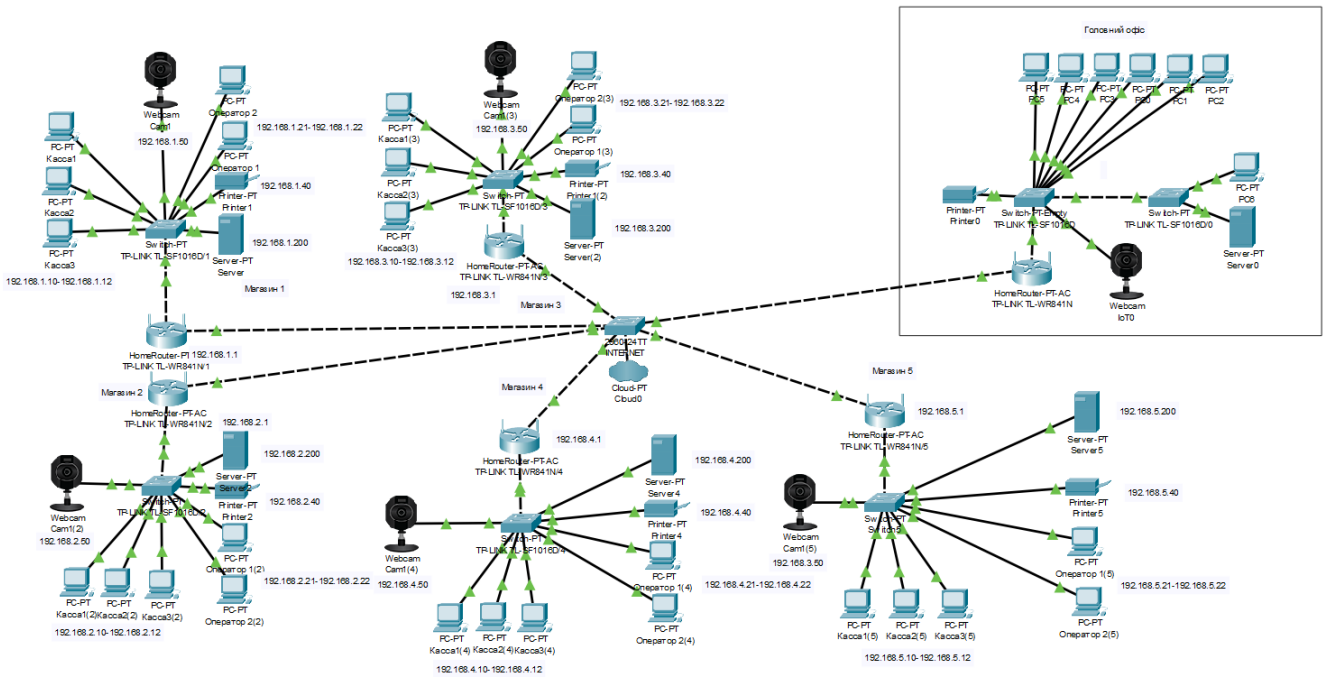 Webcam
Cam1
192.168.1.50
PC-PT
Оператор 2
192.168.1.21-192.168.1.22
PC-PT
Касса1
PC-PT
Оператор 1
PC-PT
Касса2
Printer-PT
Printer1
192.168.1.40
PC-PT
Касса3
Switch-PT
TP-LINK TL-SF1016D/1
Server-PT
Server
192.168.1.200
192.168.1.10-192.168.1.12
Магазин 1
HomeRouter-PT
TP-LINK TL-WR841N/1
192.168.1.1
Webcam
Cam1(3)
192.168.3.50
PC-PT
Оператор 2(3)
192.168.3.21-192.168.3.22
PC-PT
Касса1(3)
PC-PT
Оператор 1(3)
PC-PT
Касса2(3)
Printer-PT
Printer1(2)
192.168.3.40
Switch-PT
TP-LINK TL-SF1016D/3
PC-PT
Касса3(3)
Server-PT
Server(2)
192.168.3.200
192.168.3.10-192.168.3.12
HomeRouter-PT-AC
TP-LINK TL-WR841N/3
192.168.3.1
Магазин 3
Головний офіс
PC-PT
PC5
PC-PT
PC4
PC-PT
PC3
PC-PT
PC0
PC-PT
PC1
PC-PT
PC2
Printer-PT
Printer0
Switch-PT-Empty
TP-LINK TL-SF1016D
Switch-PT
TP-LINK TL-SF1016D/0
PC-PT
PC6
Server-PT
Server0
HomeRouter-PT-AC
TP-LINK TL-WR841N
Webcam
IoT0
2960-24TT
INTERNET
Cloud-PT
Cloud0
Магазин 2
HomeRouter-PT-AC
TP-LINK TL-WR841N/2
192.168.2.1
Server-PT
Server2
192.168.2.200
Switch-PT
TP-LINK TL-SF1016D/2
Printer-PT
Printer2
192.168.2.40
Webcam
Cam1(2)
192.168.2.50
PC-PT
Оператор 1(2)
192.168.2.21-192.168.2.22
PC-PT
Касса1(2)
PC-PT
Касса2(2)
PC-PT
Касса3(2)
PC-PT
Оператор 2(2)
192.168.2.10-192.168.2.12
Магазин 4
HomeRouter-PT-AC
TP-LINK TL-WR841N/4
192.168.4.1
Server-PT
Server4
192.168.4.200
Printer-PT
Printer4
192.168.4.40
Switch-PT
TP-LINK TL-SF1016D/4
Webcam
Cam1(4)
192.168.4.50
PC-PT
Оператор 1(4)
192.168.4.21-192.168.4.22
PC-PT
Касса1(4)
PC-PT
Касса2(4)
PC-PT
Касса3(4)
PC-PT
Оператор 2(4)
192.168.4.10-192.168.4.12
Магазин 5
HomeRouter-PT-AC
TP-LINK TL-WR841N/5
192.168.5.1
Server-PT
Server5
192.168.5.200
Printer-PT
Printer5
192.168.5.40
Switch-PT
Switch5
Webcam
Cam1(5)
192.168.3.50
PC-PT
Оператор 1(5)
192.168.5.21-192.168.5.22
PC-PT
Касса1(5)
PC-PT
Касса2(5)
PC-PT
Касса3(5)
PC-PT
Оператор 2(5)
192.168.5.10-192.168.5.12